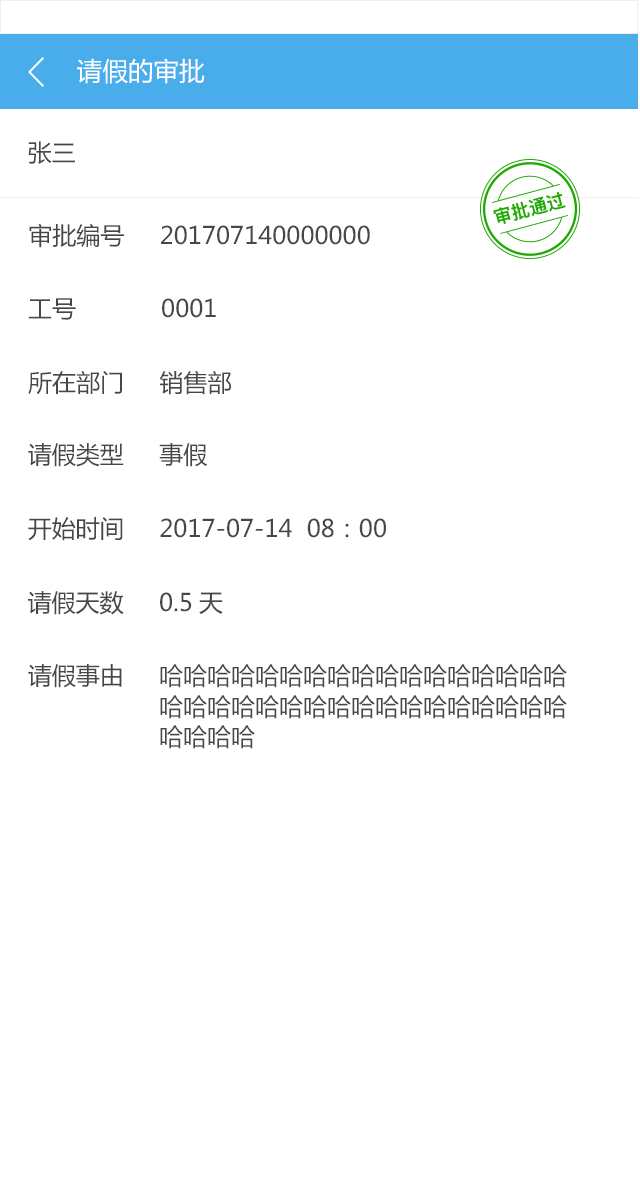 请假的审批
张三
审批通过
审批编号 201707140000000
工号 0001
所在部门 销售部
请假类型 事假
开始时间 2017-07-14 08：00
请假天数 0.5 天
请假事由 哈哈哈哈哈哈哈哈哈哈哈哈哈哈哈哈哈
哈哈哈哈哈哈哈哈哈哈哈哈哈哈哈哈哈
哈哈哈哈